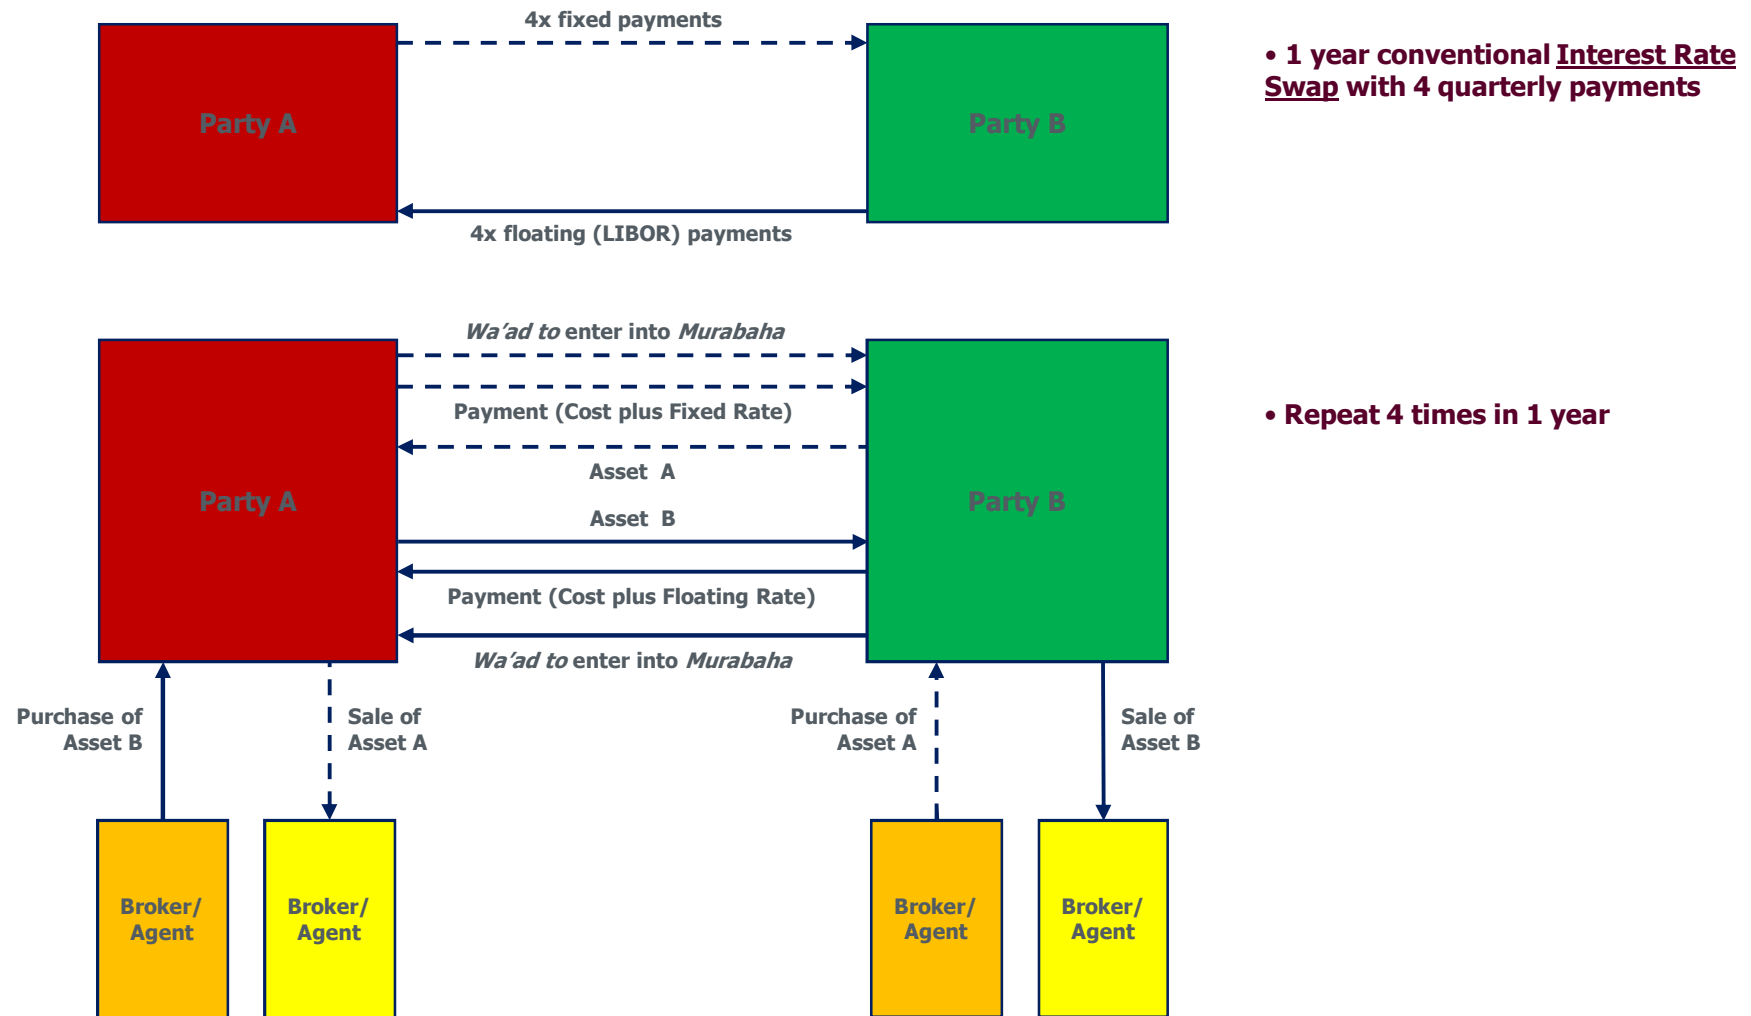 4x fixed payments
Party A
Party B
4x floating (LIBOR) payments
• 1 year conventional Interest Rate
Swap with 4 quarterly payments
Wa’ad to enter into Murabaha
Payment (Cost plus Fixed Rate)
Asset A
Party A
Party B
Asset B
Payment (Cost plus Floating Rate)
Wa’ad to enter into Murabaha
• Repeat 4 times in 1 year
Purchase of
Asset B
Sale of
Asset A
Purchase of
Asset A
Sale of
Asset B
Broker/
Agent
Broker/
Agent
Broker/
Agent
Broker/
Agent